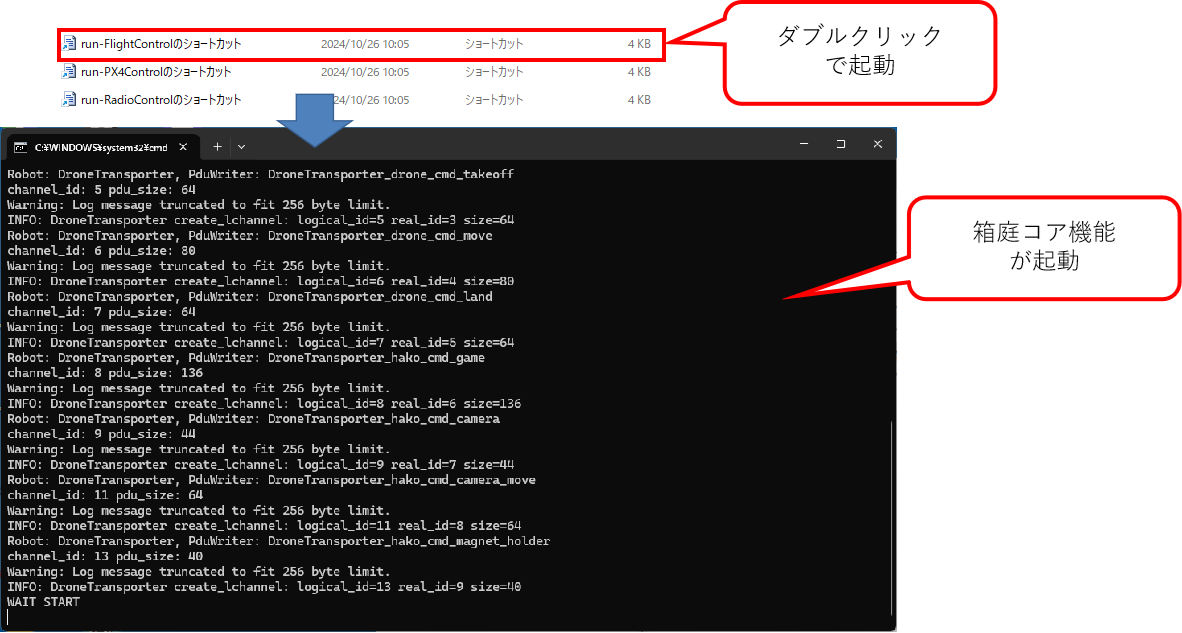 run-FlightControlのショートカット 2024/10/26 10:05 ショートカット 4 KB
run-PX4Controlのショートカット 2024/10/26 10:05 ショートカット 4 KB
run-RadioControlのショートカット 24/10/26 10:05 ショートカット 4 KB
ダブルクリック
で起動
C:¥WINDOWS¥system32¥cmd
Robot: DroneTransporter, PduWriter: DroneTransporter_drone_cmd_takeoff
channel_id: 5 pdu_size: 64
Warning: Log message truncated to fit 256 byte limit.
INFO: DroneTransporter create_lchannel: logical_id=5 real_id=3 size=64
Robot: DroneTransporter, PduWriter: DroneTransporter_drone_cmd_move
channel_id: 6 pdu_size: 80
Warning: Log message truncated to fit 256 byte limit.
INFO: DroneTransporter create_lchannel: logical_id=6 real_id=4 size=80
Robot: DroneTransporter, PduWriter: DroneTransporter_drone_cmd_land
channel_id: 7 pdu_size: 64
Warning: Log message truncated to fit 256 byte limit.
INFO: DroneTransporter create_lchannel: logical_id=7 real_id=5 size=64
Robot: DroneTransporter, PduWriter: DroneTransporter_hako_cmd_game
channel_id: 8 pdu_size: 136
Warning: Log message truncated to fit 256 byte limit.
INFO: DroneTransporter create_lchannel: logical_id=8 real_id=6 size=136
Robot: DroneTransporter, PduWriter: DroneTransporter_hako_cmd_camera
channel_id: 9 pdu_size: 44
Warning: Log message truncated to fit 256 byte limit.
INFO: DroneTransporter create_lchannel: logical_id=9 real_id=7 size=44
Robot: DroneTransporter, PduWriter: DroneTransporter_hako_cmd_camera_move
channel_id: 11 pdu_size: 64
Warning: Log message truncated to fit 256 byte limit.
INFO: DroneTransporter create_lchannel: logical_id=11 real_id=8 size=64
Robot: DroneTransporter, PduWriter: DroneTransporter_hako_cmd_magnet_holder
channel_id: 13 pdu_size: 40
Warning: Log message truncated to fit 256 byte limit.
INFO: DroneTransporter create_lchannel: logical_id=13 real_id=9 size=40
WAIT START
箱庭コア機能
が起動